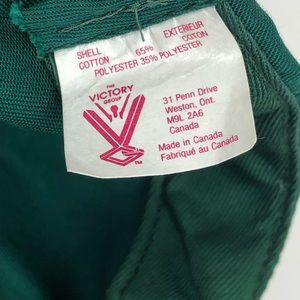 SHELL EXTERIEUR
COTTON 65% COTON
POLYESTER 35% POLYESTER
THE
VICTORY
GROUP
TM
31 Penn Drive
Weston, Ont.
M9L 2A6
Canada
Made in Canada
Fabriqué au Canada